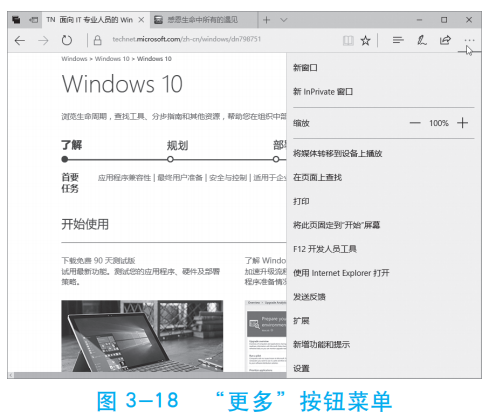 TN 面向 IT 专业人员的 Win
感恩生命中所有的遇见
technet.microsoft.com/zh-cn/windows/dn798751
Windows > Windows 10 > Windows 10
Windows 10
浏览生命周期，查找工具、分步指南和其他资源，帮助您在组织中部
了解 规划 部
首要任务
应用程序兼容性 | 最终用户准备 | 安全与控制 | 适用于企业
开始使用
下载免费 90 天测试版
试用最新功能。测试您的应用程序、硬件及部署
策略。
了解 Windo
加速升级流程
程序准备情况
新窗口
新 InPrivate 窗口
缩放 — 100% +
将媒体转移到设备上播放
在页面上查找
打印
将此页固定到"开始"屏幕
F12 开发人员工具
使用 Internet Explorer 打开
发送反馈
扩展
新增功能和提示
设置
图 3-18 “更多”按钮菜单